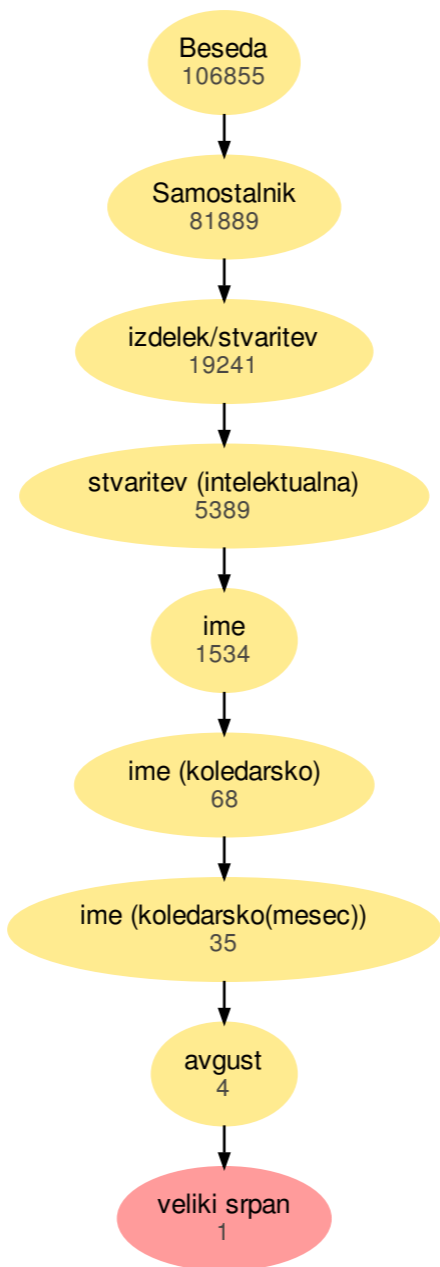 Beseda
106855
Samostalnik
81889
izdelek/stvaritev
19241
stvaritev (intelektualna)
5389
ime
1534
ime (koledarsko)
68
ime (koledarsko(mesec))
35
avgust
4
veliki srpan
1